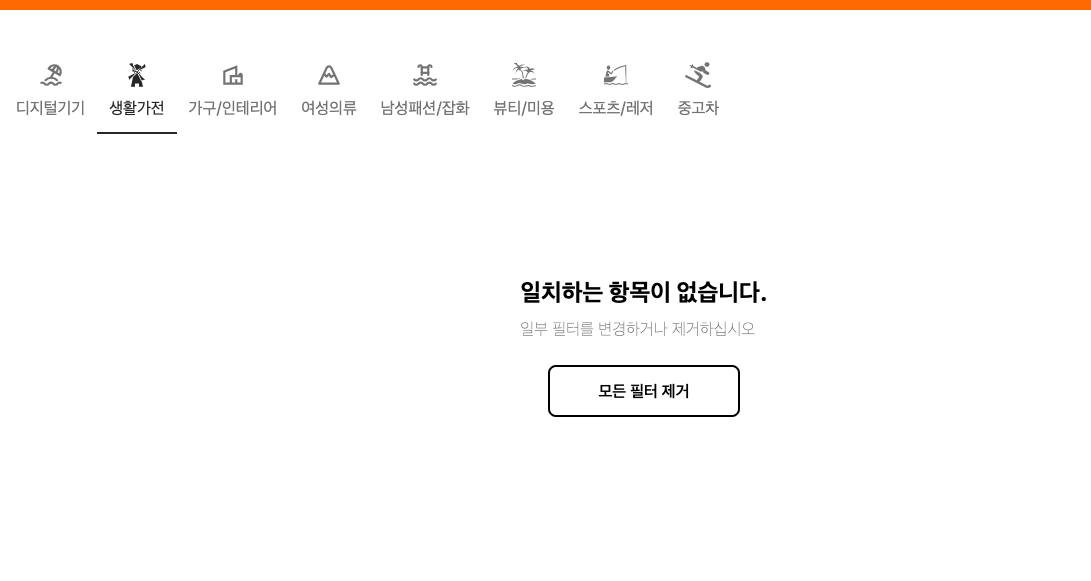 디지털기기 생활가전 가구/인테리어 여성의류 남성패션/잡화 뷰티/미용 스포츠/레저 중고차
일치하는 항목이 없습니다.
일부 필터를 변경하거나 제거하십시오
모든 필터 제거